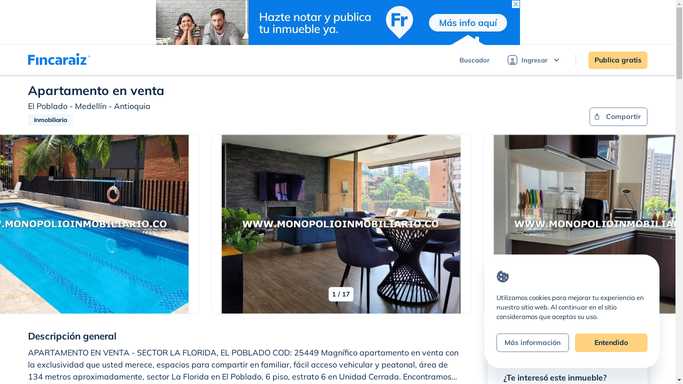 Hazte notar y publica
tu inmueble ya.
Fr
Más info aquí
Fincaraiz
Buscador
Ingresar
Publica gratis
Apartamento en venta
El Poblado - Medellín - Antioquia
Inmobiliaria
Compartir
WWW.MONOPOLIOINMOBILIARIO.CO
WWW.MONOPOLIOINMOBILIARIO.CO
WWW.MONOPOLIOINMOBILIAR
1 / 17
Utilizamos cookies para mejorar tu experiencia en
nuestro sitio web. Al continuar en el sitio
consideramos que aceptas su uso.
Más información
Entendido
Descripción general
APARTAMENTO EN VENTA - SECTOR LA FLORIDA, EL POBLADO COD: 25449 Magnífico apartamento en venta con
la exclusividad que usted merece, espacios para compartir en familiar, fácil acceso vehicular y peatonal, área de
134 metros aproximadamente, sector La Florida en El Poblado, 6 piso, estrato 6 en Unidad Cerrada. Encontramos...
¿Te interesó este inmueble?